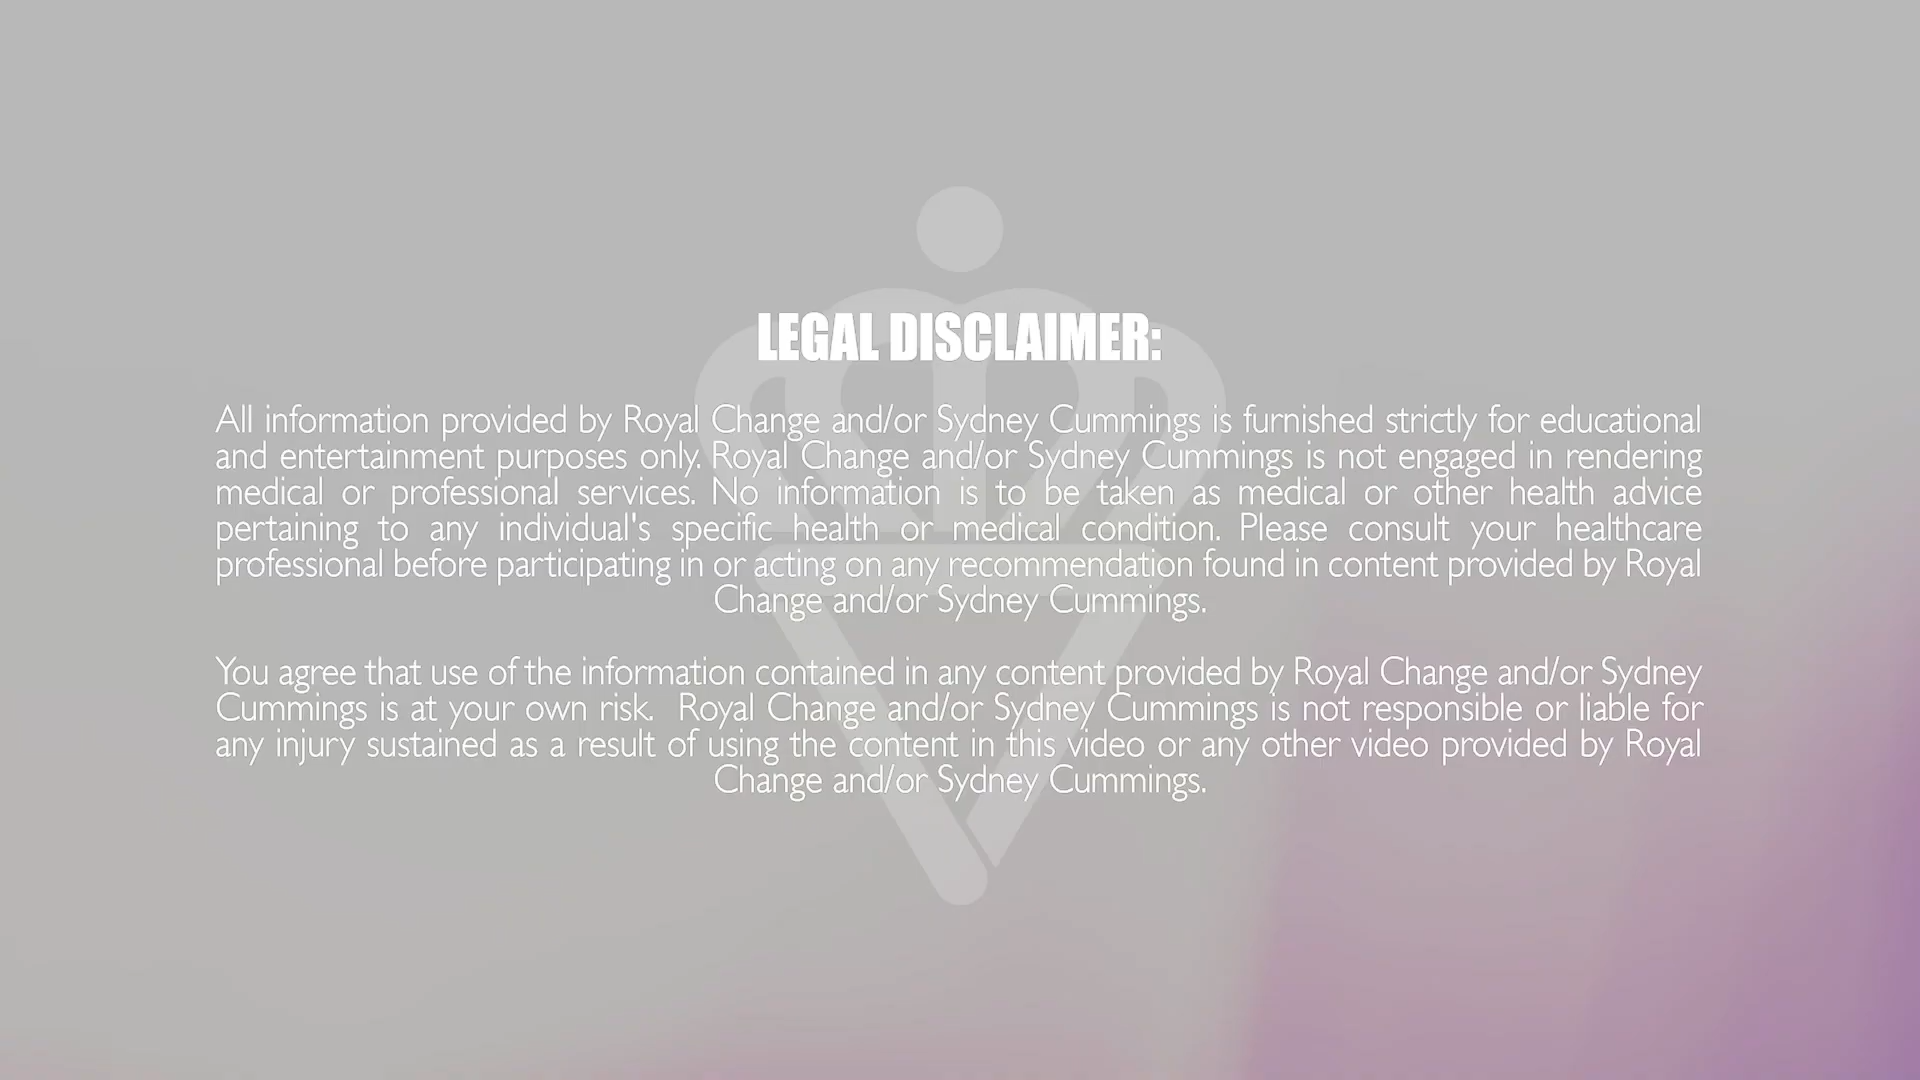 LEGAL DISCLAIMER:
All information provided by Royal Change and/or Sydney Cummings is furnished strictly for educational
and entertainment purposes only. Royal Change and/or Sydney Cummings is not engaged in rendering
medical or professional services. No information is to be taken as medical or other health advice
pertaining to any individual's specific health or medical condition. Please consult your healthcare
professional before participating in or acting on any recommendation found in content provided by Royal
Change and/or Sydney Cummings.
You agree that use of the information contained in any content provided by Royal Change and/or Sydney
Cummings is at your own risk.  Royal Change and/or Sydney Cummings is not responsible or liable for
any injury sustained as a result of using the content in this video or any other video provided by Royal
Change and/or Sydney Cummings.